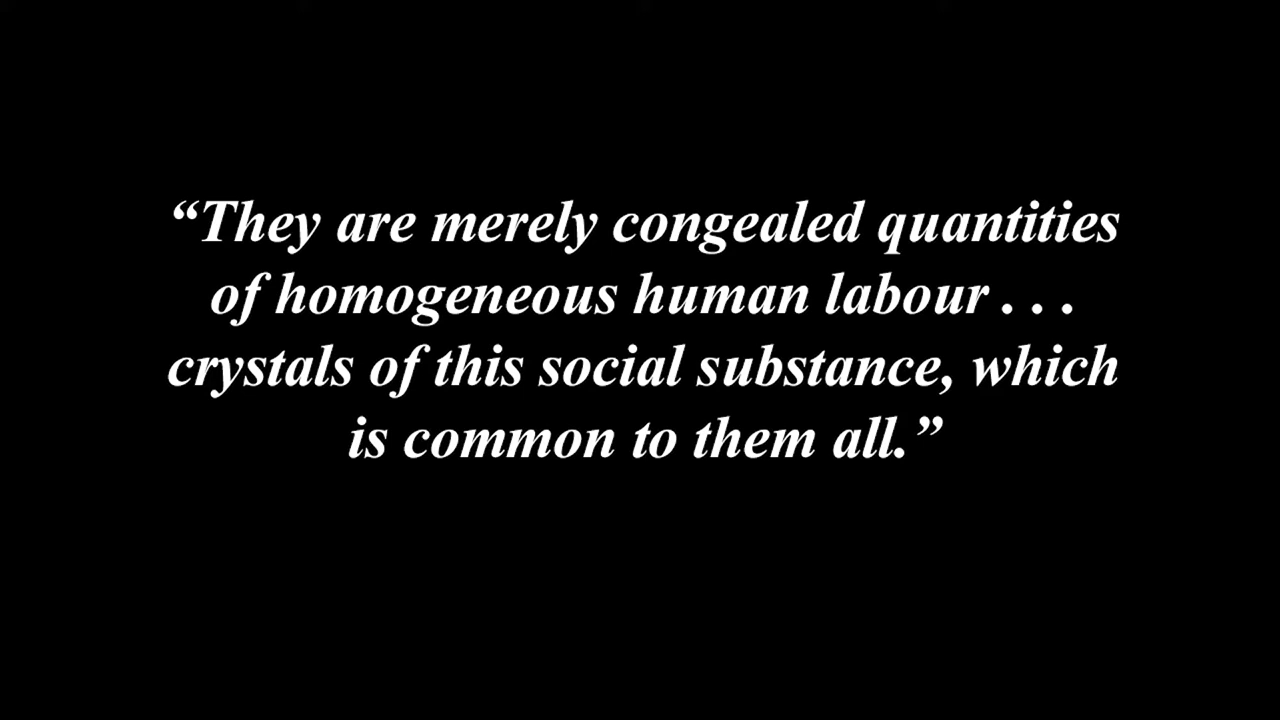 “They are merely congealed quantities
of homogeneous human labour . . .
crystals of this social substance, which
is common to them all.”